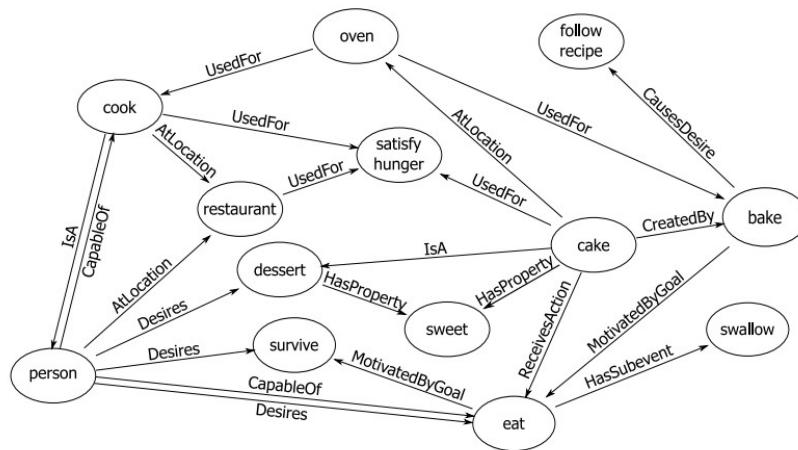 oven
follow
recipe
UsedFor
cook
UsedFor
AtLocation
UsedFor
CausesDesire
AtLocation
satisfy
hunger
UsedFor
UsedFor
restaurant
IsA
CapableOf
CreatedBy
bake
cake
IsA
dessert
HasProperty
HasProperty
AtLocation
Desires
sweet
ReceivesAction
MotivatedByGoal
swallow
Desires
survive
MotivatedByGoal
HasSubevent
person
CapableOf
Desires
eat